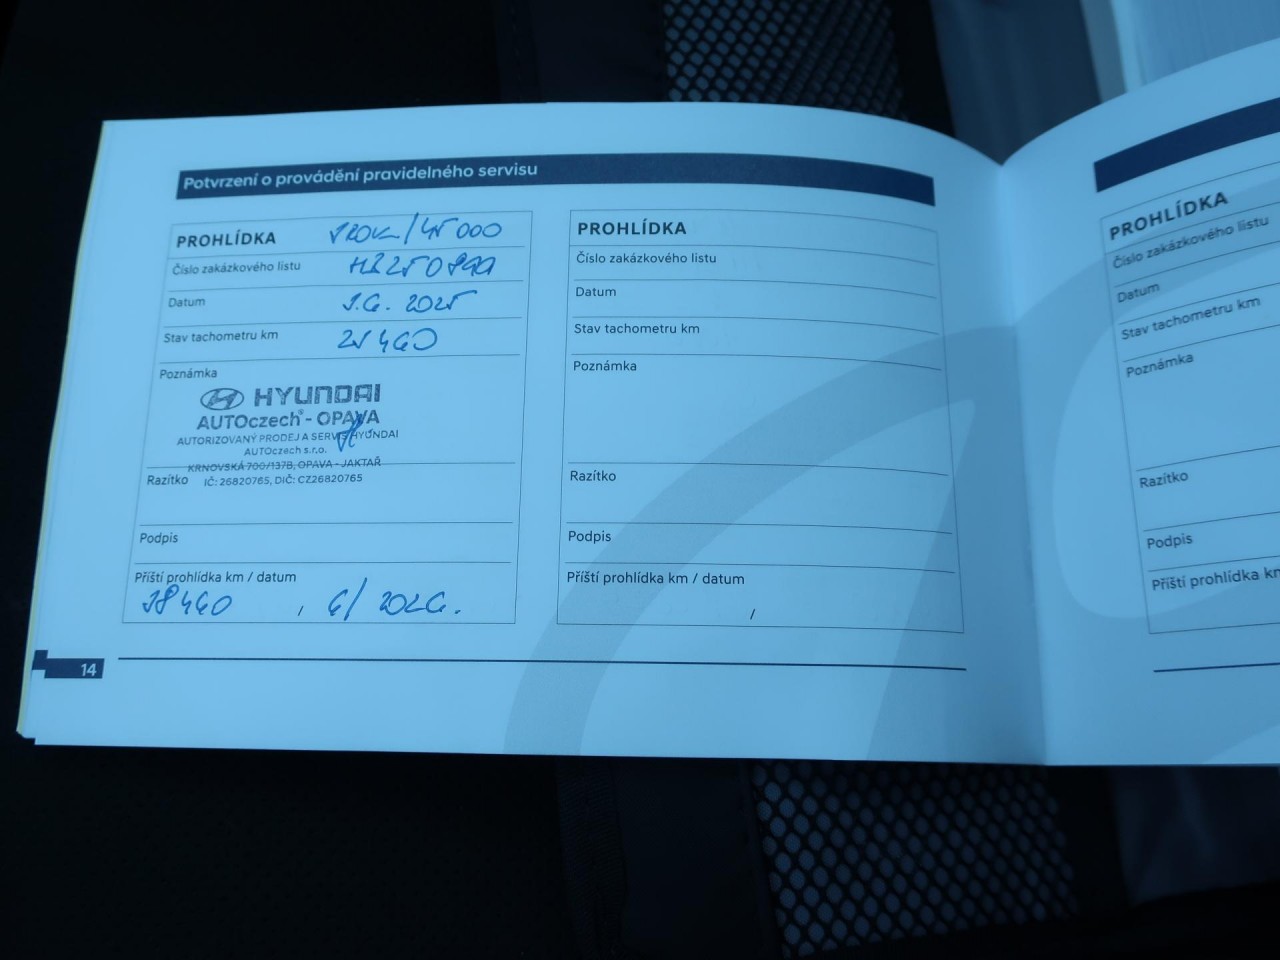 Potvrzení o provádění pravidelného servisu
PROHLÍDKA /45 000
Číslo zakázkového listu
Datum 2025
Stav tachometru km 25 460
Poznámka
HYUNDAI
AUTOczech® - OPAVA
AUTORIZOVANÝ PRODEJ A SERVIS HYUNDAI
AUTOczech s.r.o.
KRNOVSKÁ 700/137B, OPAVA - JAKTAŘ
Razítko IČ: 26820765, DIČ: CZ26820765
Podpis
Příští prohlídka km / datum
/ 6/2026.
14
PROHLÍDKA
Číslo zakázkového listu
Datum
Stav tachometru km
Poznámka
Razítko
Podpis
Příští prohlídka km / datum
/
PROHLÍDKA
Číslo zakázkového listu
Datum
Stav tachometru km
Poznámka
Razítko
Podpis
Příští prohlídka